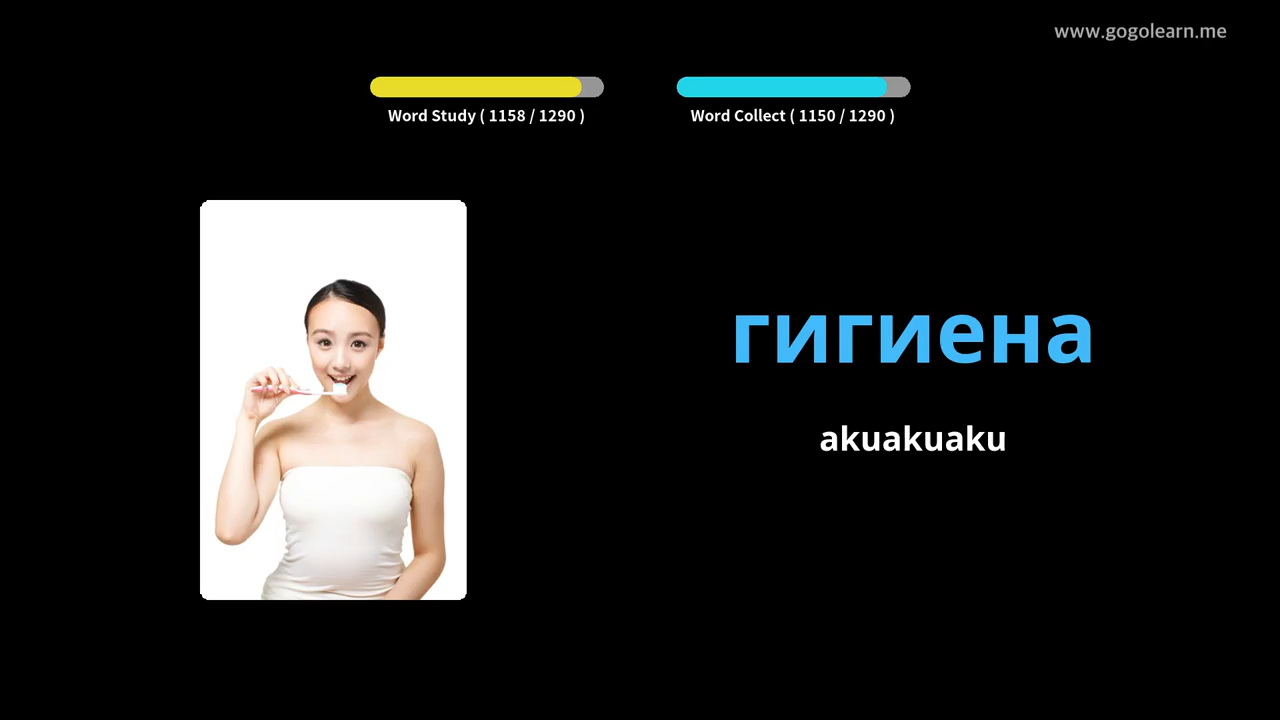 www.gogolearn.me
Word Study ( 1158 / 1290 )
Word Collect ( 1150 / 1290 )
гигиена
akuakuaku